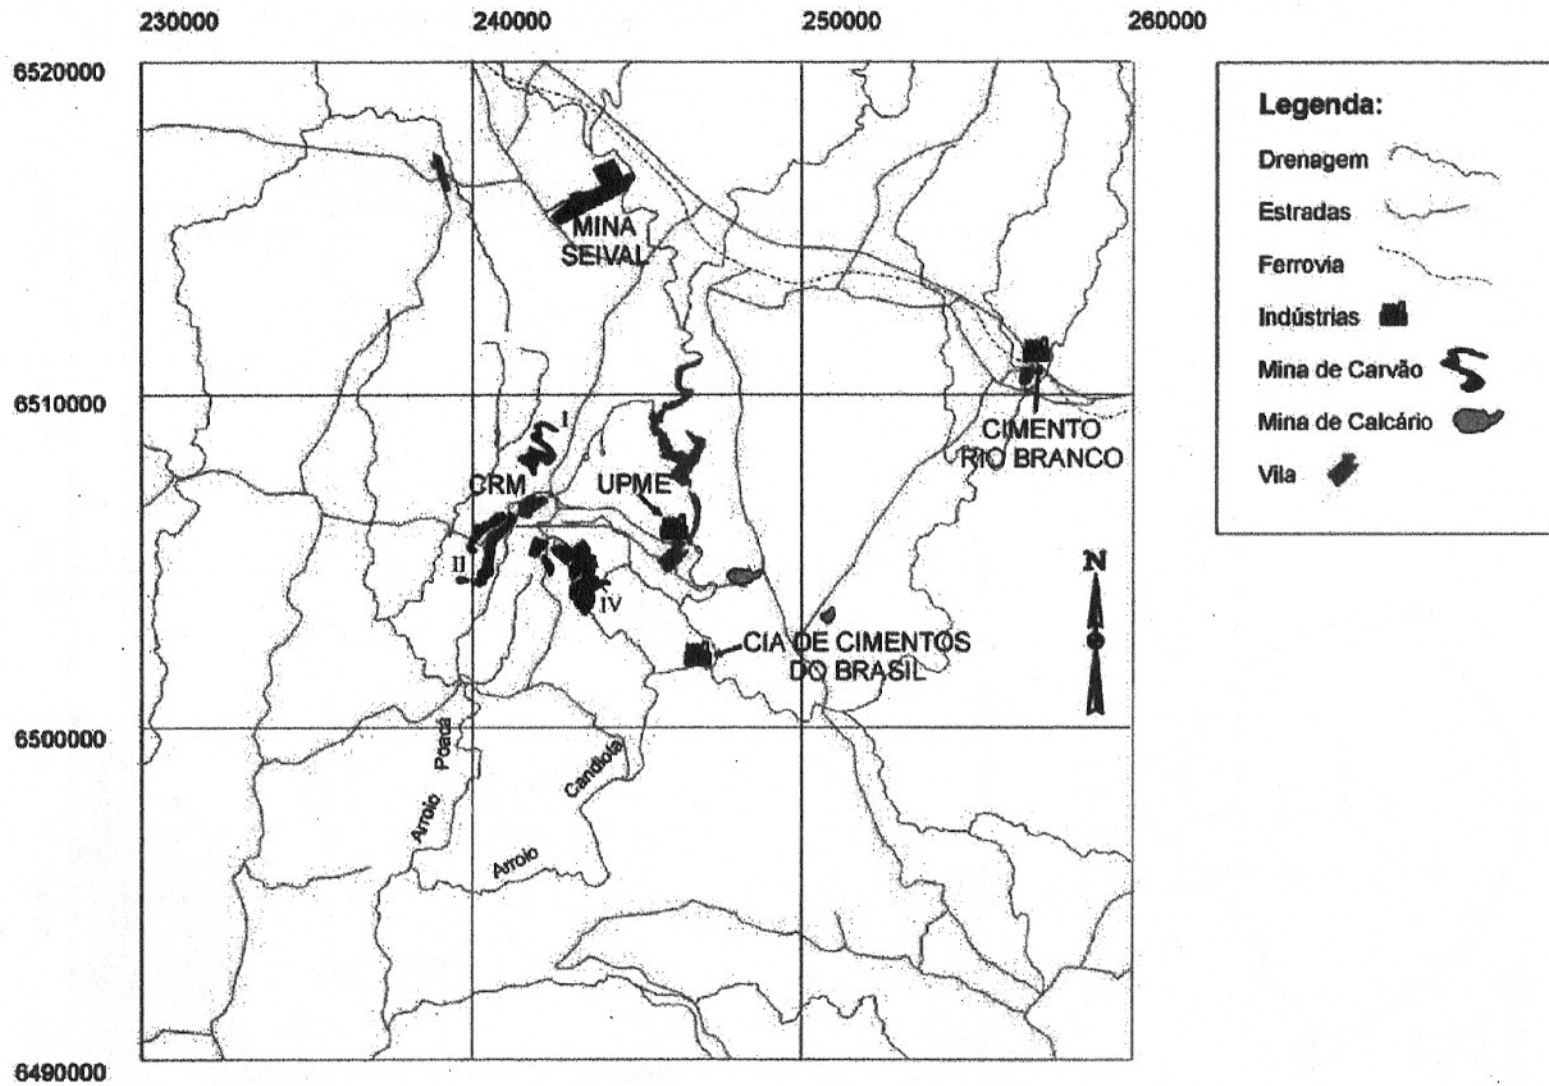 230000 240000 250000 260000
6520000
Legenda:
Drenagem
Estradas
Ferrovia
Indústrias
Mina de Carvão
Mina de Calcário
Vila
MINA
SEIVAL
6510000
I
CIMENTO
RIO BRANCO
CRM
UPME
II
IV
N
CIA DE CIMENTOS
DO BRASIL
6500000
Arroio Poacá
Arroio Candiota
6490000